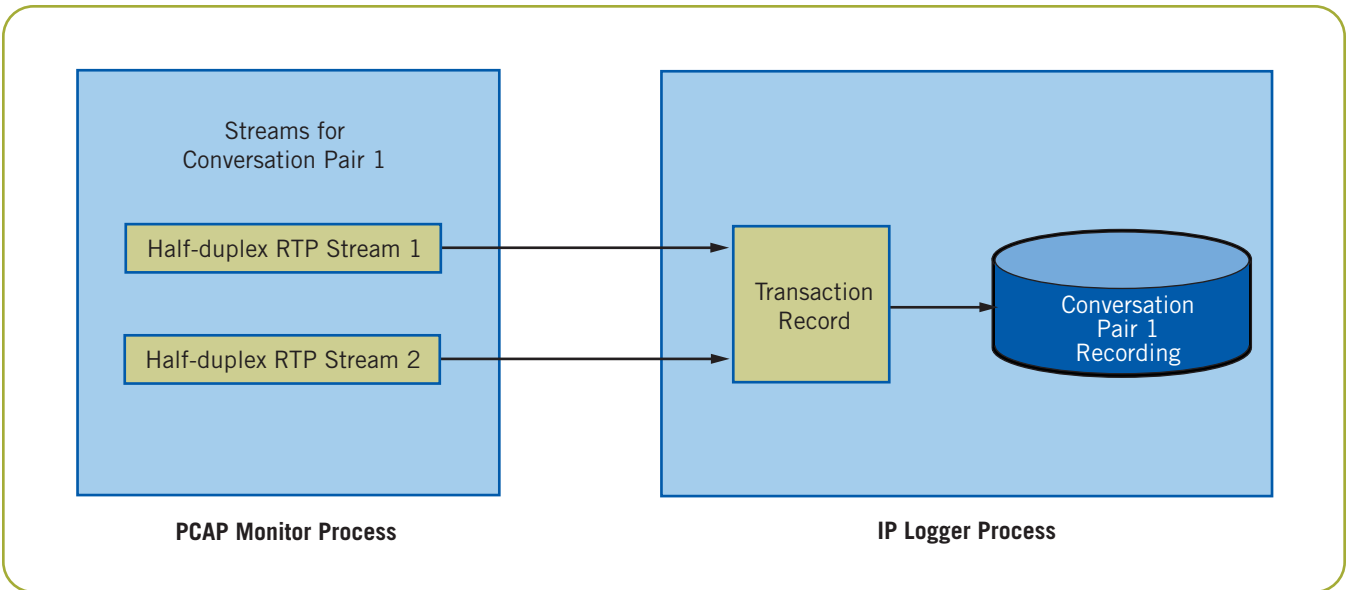 Streams for
Conversation Pair 1
Half-duplex RTP Stream 1
Half-duplex RTP Stream 2
PCAP Monitor Process
Transaction
Record
Conversation
Pair 1
Recording
IP Logger Process